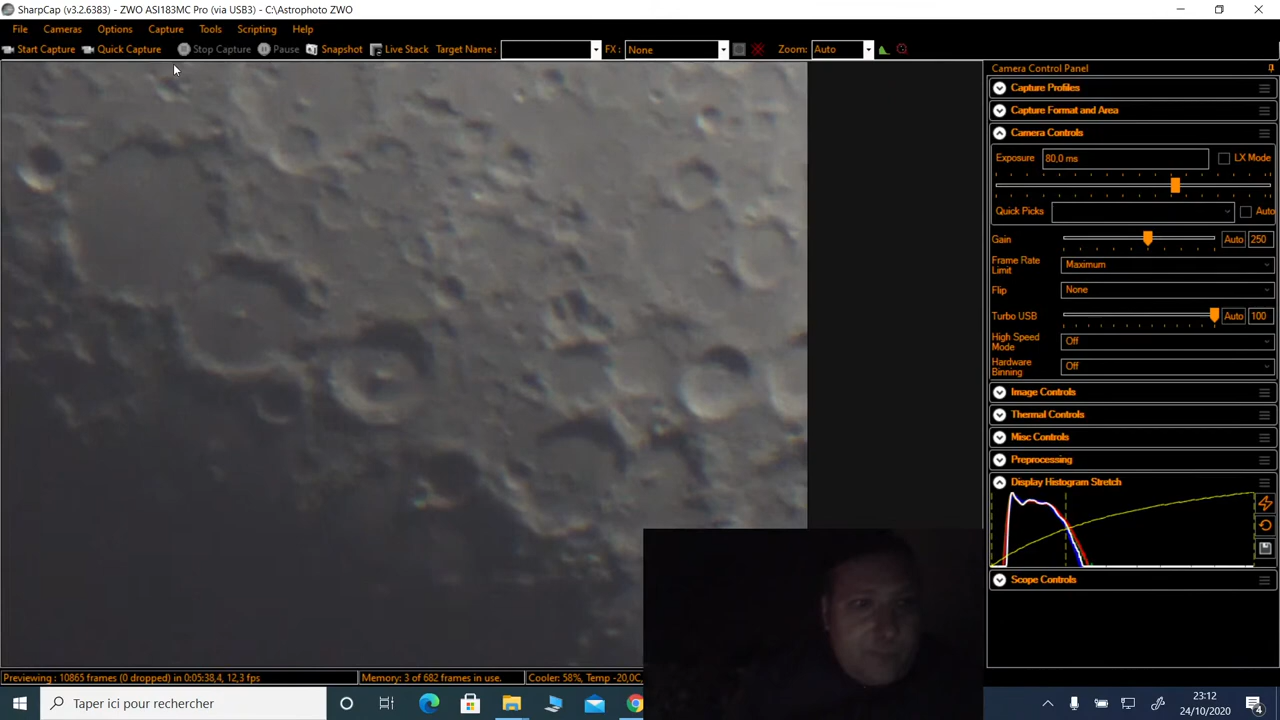 SharpCap (v3.2.6383) - ZWO ASI183MC Pro (via USB3) - C:\Astrophoto ZWO
File Cameras Options Capture Tools Scripting Help
Start Capture Quick Capture Stop Capture Pause Snapshot Live Stack Target Name : FX : None Zoom: Auto
Camera Control Panel
Capture Profiles
Capture Format and Area
Camera Controls
Exposure 80,0 ms LX Mode
Quick Picks Auto
Gain Auto 250
Frame Rate
Limit Maximum
Flip None
Turbo USB Auto 100
High Speed
Mode Off
Hardware
Binning Off
Image Controls
Thermal Controls
Misc Controls
Preprocessing
Display Histogram Stretch
Scope Controls
Previewing : 10865 frames (0 dropped) in 0:05:38,4, 12,3 fps Memory: 3 of 682 frames in use. Cooler: 58%, Temp -20,0C,
Taper ici pour rechercher
23:12
24/10/2020
4